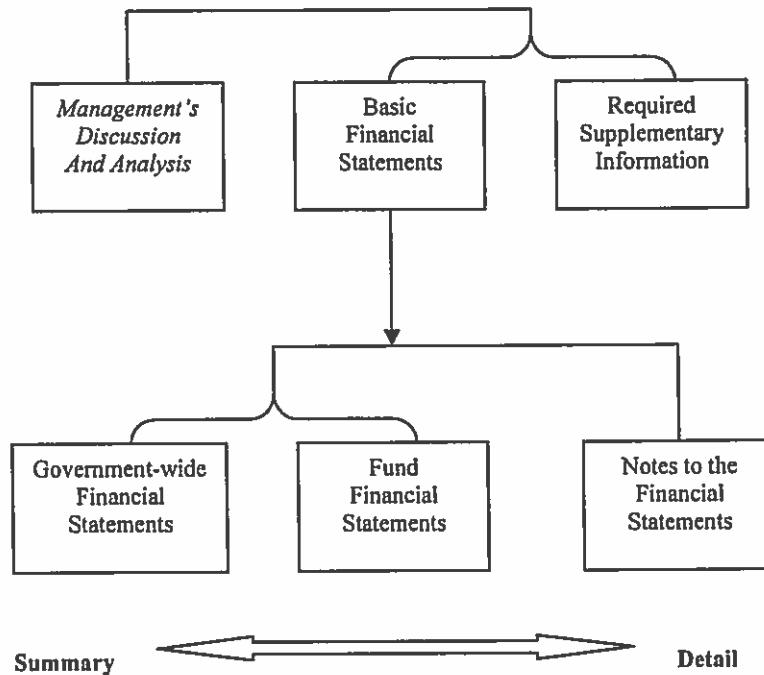 Management's
Discussion
And Analysis
Basic
Financial
Statements
Required
Supplementary
Information
Government-wide
Financial
Statements
Fund
Financial
Statements
Notes to the
Financial
Statements
Summary
Detail